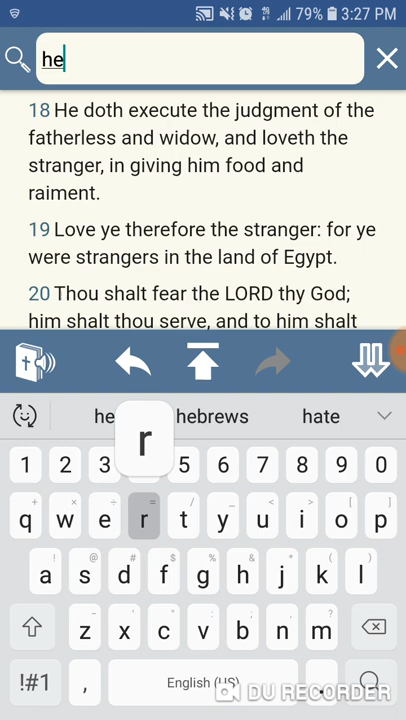 79% 3:27 PM
he
18 He doth execute the judgment of the
fatherless and widow, and loveth the
stranger, in giving him food and
raiment.
19 Love ye therefore the stranger: for ye
were strangers in the land of Egypt.
20 Thou shalt fear the LORD thy God;
him shalt thou serve, and to him shalt
he hebrews hate
r
1 2 3 5 6 7 8 9 0
+ × ÷ = / _ < > [ ]
q w e r t y u i o p
! @ # $ % ^ & * ( )
a s d f g h j k l
- ' " : ; , ?
z x c v b n m
!#1 , English (US) .
DU RECORDER